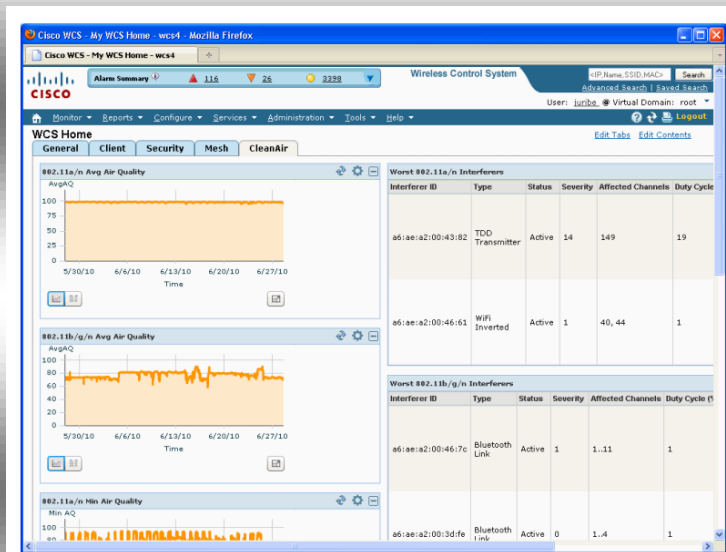 Cisco WCS - My WCS Home - wcs4 - Mozilla Firefox
Cisco WCS - My WCS Home - wcs4
CISCO
Alarm Summary 116 26 3398
Wireless Control System
<IP,Name,SSID,MAC> Search
Advanced Search | Saved Search
User: juribe @ Virtual Domain: root
Monitor Reports Configure Services Administration Tools Help Logout
WCS Home
Edit Tabs Edit Contents
General Client Security Mesh CleanAir
802.11a/n Avg Air Quality
AvgAQ
100
75
50
25
0
5/30/10 6/6/10 6/13/10 6/20/10 6/27/10
Time
802.11b/g/n Avg Air Quality
AvgAQ
100
80
60
40
20
0
5/30/10 6/6/10 6/13/10 6/20/10 6/27/10
Time
802.11a/n Min Air Quality
Min AQ
100
80
Worst 802.11a/n Interferers
Interferer ID Type Status Severity Affected Channels Duty Cycle
a6:ae:a2:00:43:82 TDD Transmitter Active 14 149 19
a6:ae:a2:00:46:61 WiFi Inverted Active 1 40, 44 1
Worst 802.11b/g/n Interferers
Interferer ID Type Status Severity Affected Channels Duty Cycle (%
a6:ae:a2:00:46:7c Bluetooth Link Active 1 1..11 1
a6:ae:a2:00:3d:fe Bluetooth Link Active 0 1..4 1